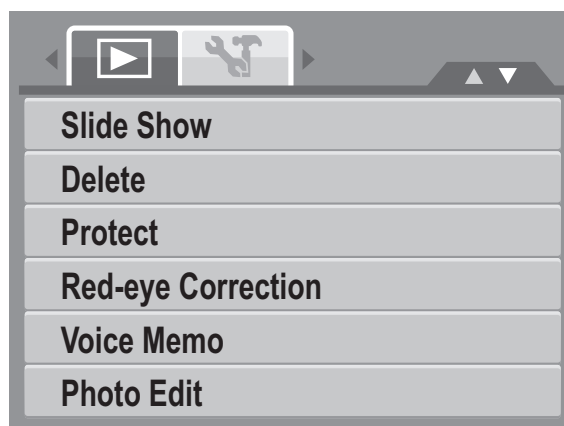 Slide Show
Delete
Protect
Red-eye Correction
Voice Memo
Photo Edit